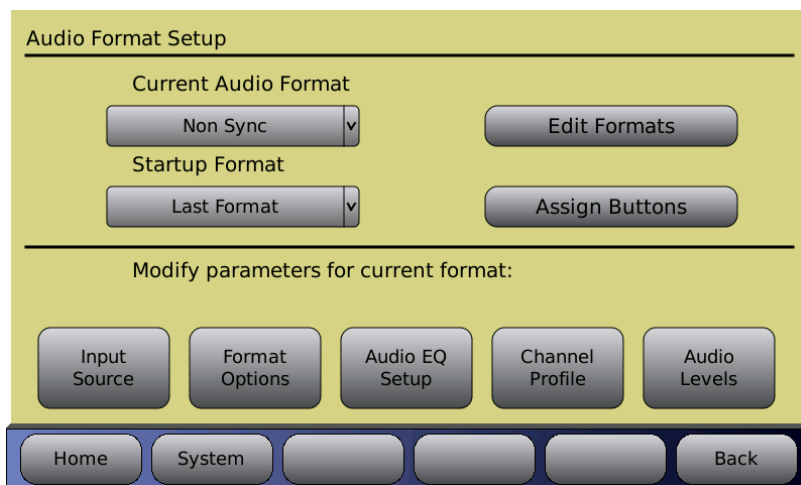 Audio Format Setup
Current Audio Format
Non Sync
Edit Formats
Startup Format
Last Format
Assign Buttons
Modify parameters for current format:
Input
Source
Format
Options
Audio EQ
Setup
Channel
Profile
Audio
Levels
Home
System
Back